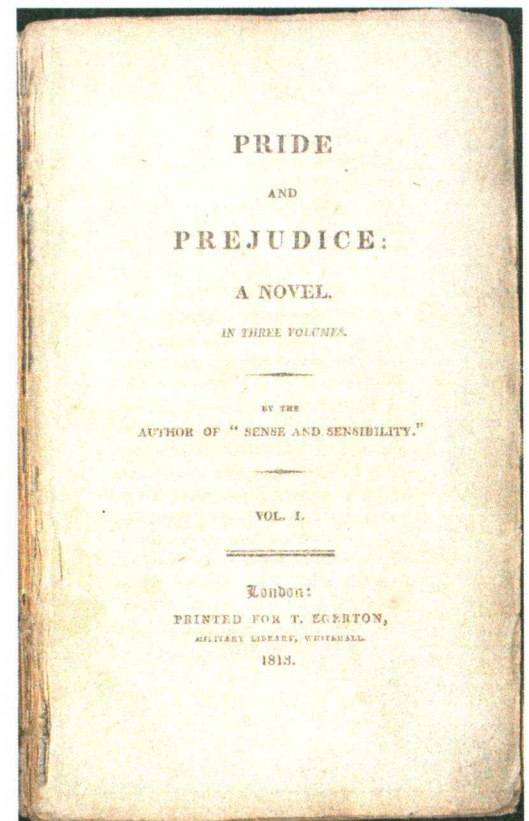 PRIDE
AND
PREJUDICE:
A NOVEL.
IN THREE VOLUMES.
BY THE
AUTHOR OF “ SENSE AND SENSIBILITY.”
VOL. I.
London:
PRINTED FOR T. EGERTON,
MILITARY LIBRARY, WHITEHALL.
1813.